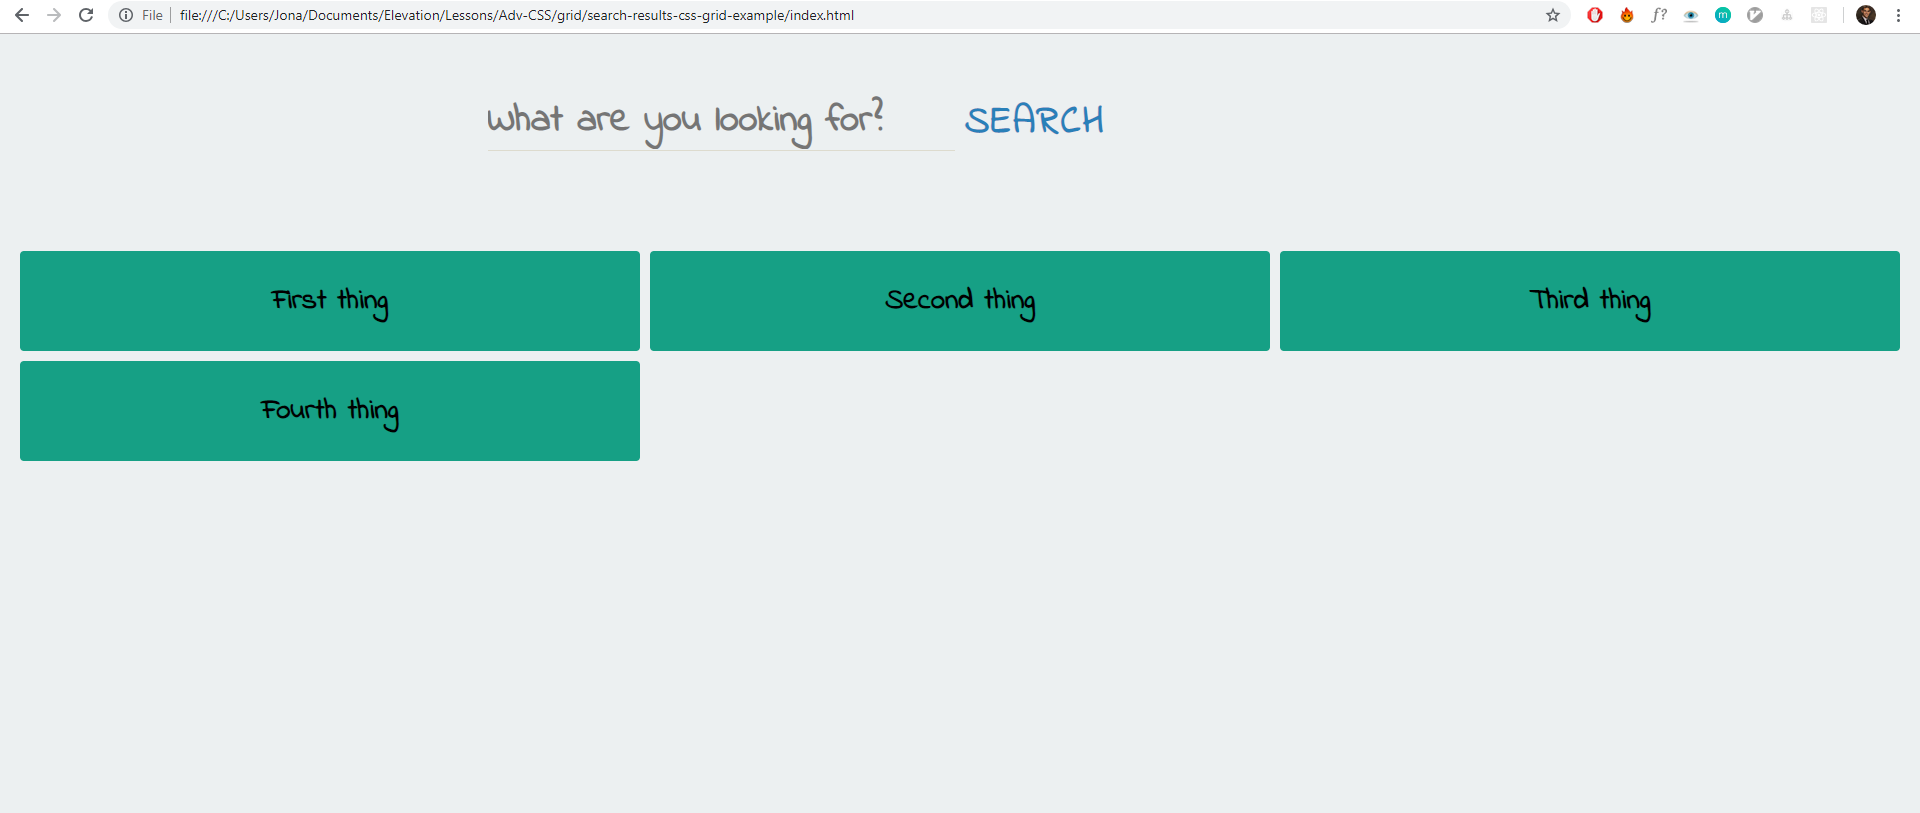 File file:///C:/Users/Jona/Documents/Elevation/Lessons/Adv-CSS/grid/search-results-css-grid-example/index.html f? m
What are you looking for? SEARCH
First thing Second thing Third thing
Fourth thing